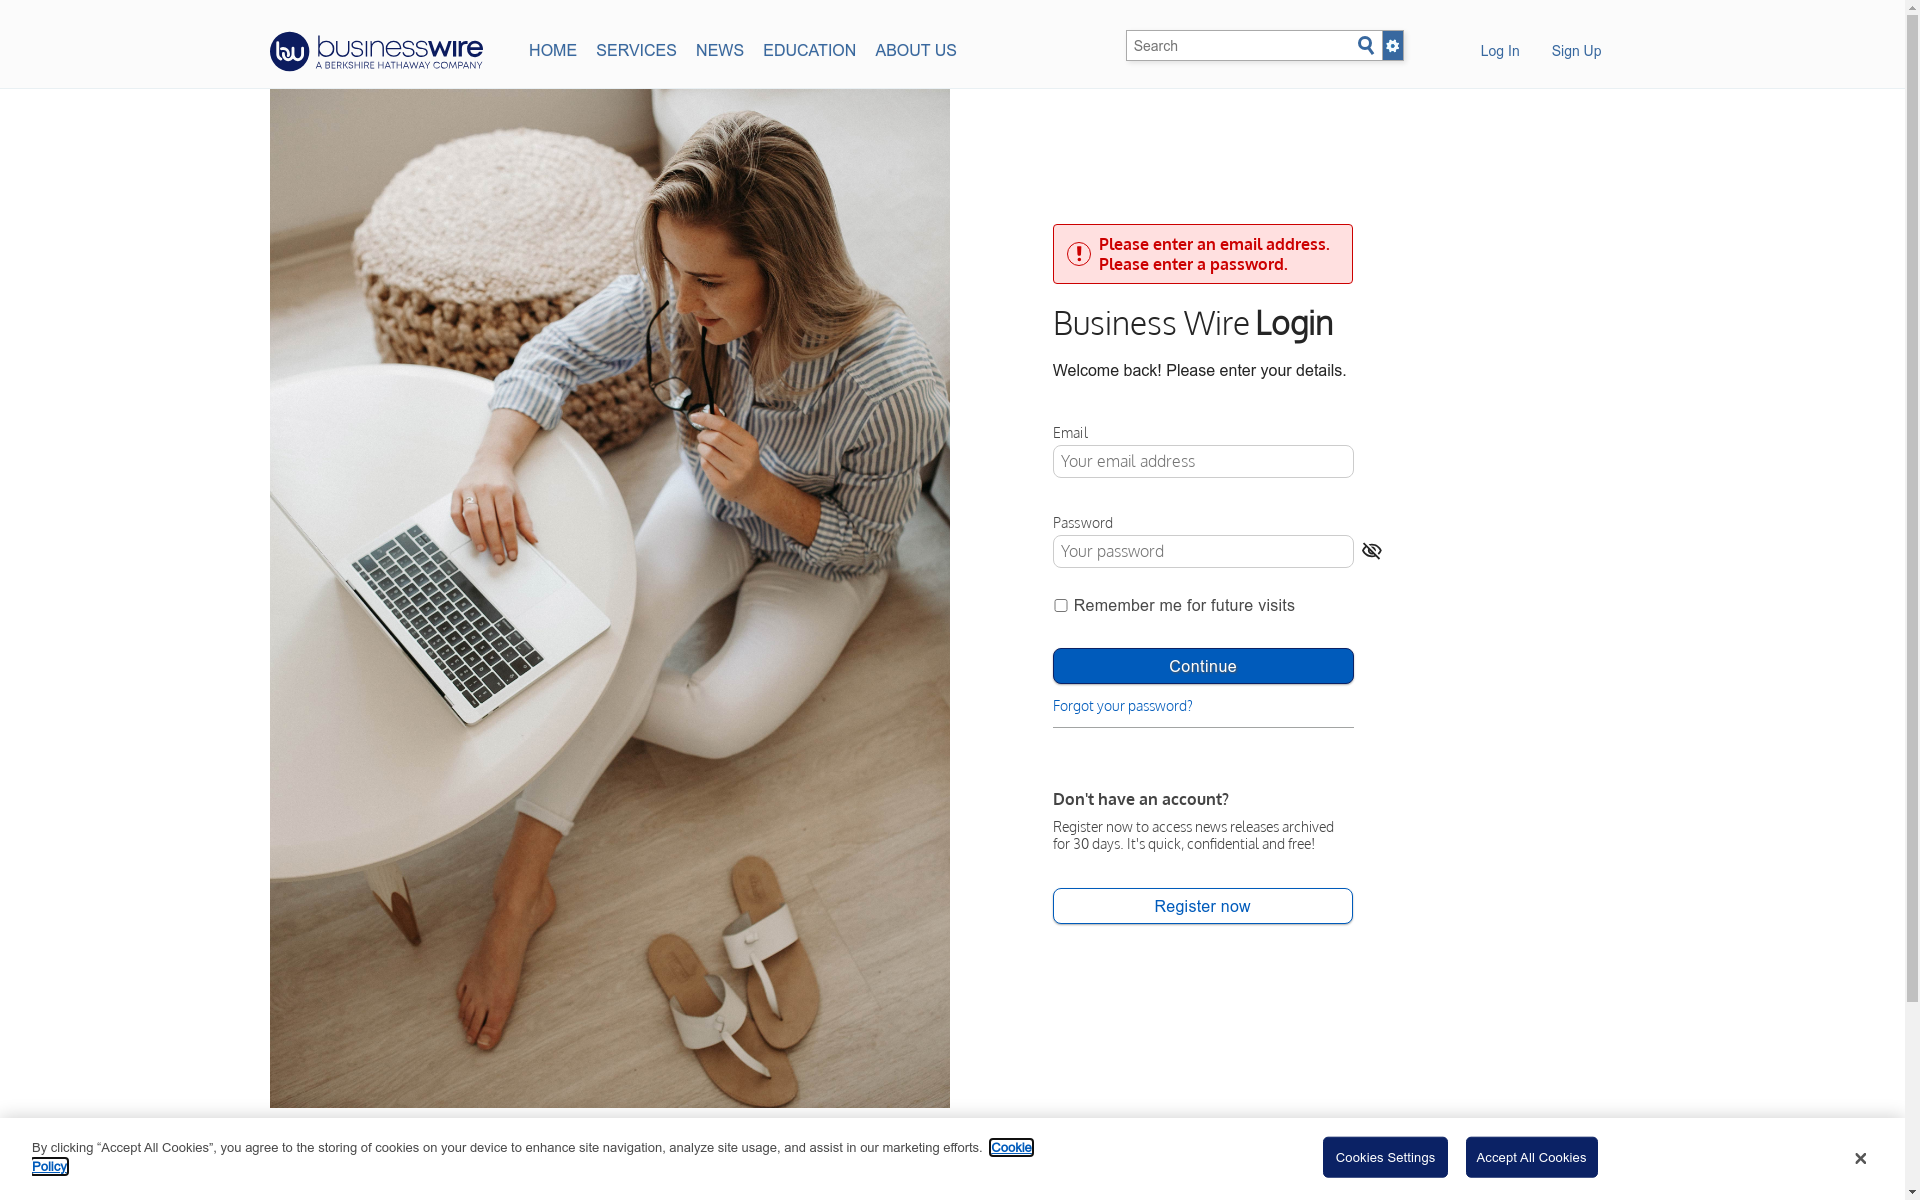 bw businesswire
A BERKSHIRE HATHAWAY COMPANY
HOME SERVICES NEWS EDUCATION ABOUT US
Search
Log In Sign Up
Please enter an email address.
Please enter a password.
Business Wire Login
Welcome back! Please enter your details.
Email
Your email address
Password
Your password
Remember me for future visits
Continue
Forgot your password?
Don't have an account?
Register now to access news releases archived
for 30 days. It's quick, confidential and free!
Register now
By clicking “Accept All Cookies”, you agree to the storing of cookies on your device to enhance site navigation, analyze site usage, and assist in our marketing efforts. Cookie
Policy
Cookies Settings
Accept All Cookies